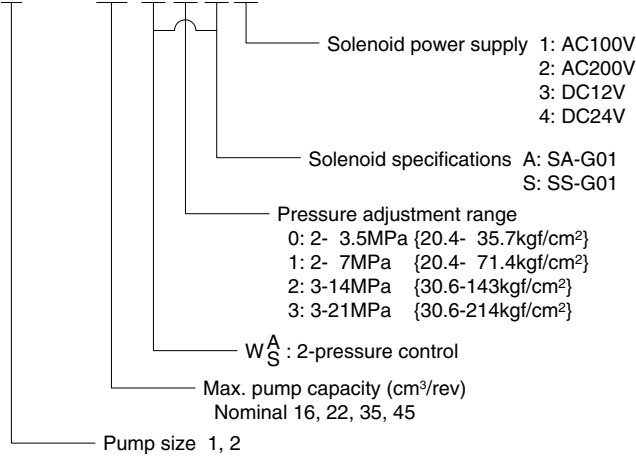 Solenoid power supply 1: AC100V
2: AC200V
3: DC12V
4: DC24V
Solenoid specifications A: SA-G01
S: SS-G01
Pressure adjustment range
0: 2- 3.5MPa {20.4- 35.7kgf/cm²}
1: 2- 7MPa {20.4- 71.4kgf/cm²}
2: 3-14MPa {30.6-143kgf/cm²}
3: 3-21MPa {30.6-214kgf/cm²}
W A/S : 2-pressure control
Max. pump capacity (cm³/rev)
Nominal 16, 22, 35, 45
Pump size 1, 2